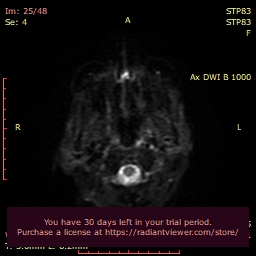 Im: 25/48
Se: 4
A
STP83
STP83
F
Ax DWI B 1000
R
L
You have 30 days left in your trial period.
Purchase a license at https://radiantviewer.com/store/